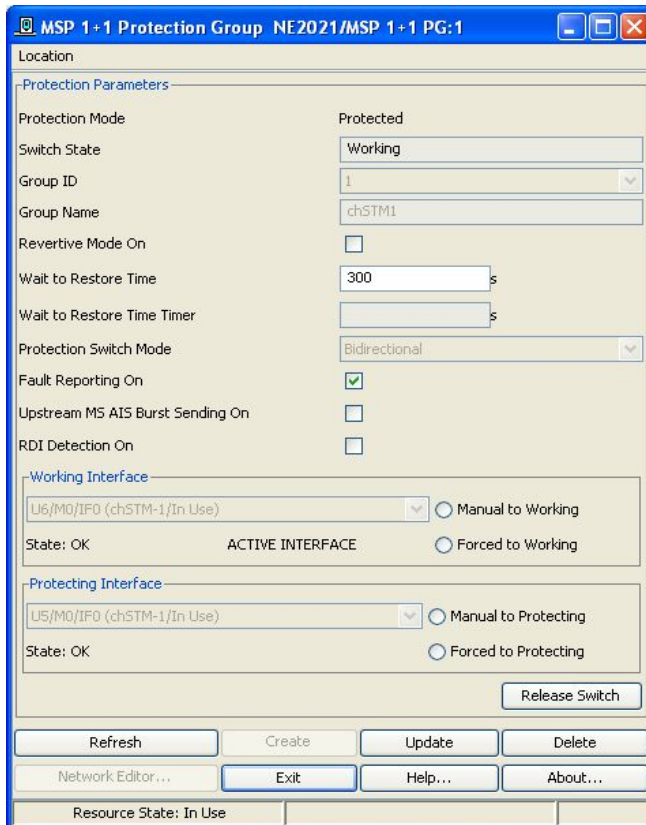 MSP 1+1 Protection Group NE2021/MSP 1+1 PG:1
Location
Protection Parameters
Protection Mode Protected
Switch State Working
Group ID 1
Group Name chSTM1
Revertive Mode On
Wait to Restore Time 300 s
Wait to Restore Time Timer s
Protection Switch Mode Bidirectional
Fault Reporting On
Upstream MS AIS Burst Sending On
RDI Detection On
Working Interface
U6/M0/IF0 (chSTM-1/In Use) Manual to Working
State: OK ACTIVE INTERFACE Forced to Working
Protecting Interface
U5/M0/IF0 (chSTM-1/In Use) Manual to Protecting
State: OK Forced to Protecting
Release Switch
Refresh Create Update Delete
Network Editor... Exit Help... About...
Resource State: In Use